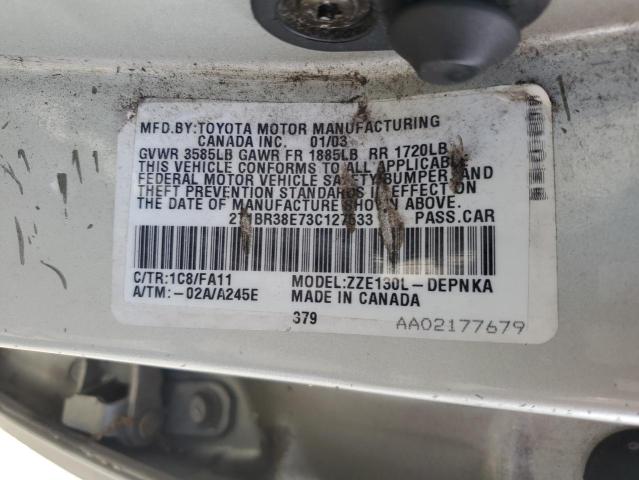 MFD.BY:TOYOTA MOTOR MANUFACTURING
CANADA INC. 01/03
GVWR 3585LB GAWR FR 1885LB RR 1720LB
THIS VEHICLE CONFORMS TO ALL APPLICABLE
FEDERAL MOTOR VEHICLE SAFETY BUMPER AND
THEFT PREVENTION STANDARDS IN EFFECT ON
THE DATE OF MANUFACTURE SHOWN ABOVE.
PASS.CAR
C/TR:1C8/FA11 MODEL:ZZE130L-DEPNKA
A/TM:-02A/A245E MADE IN CANADA
379 AA02177679